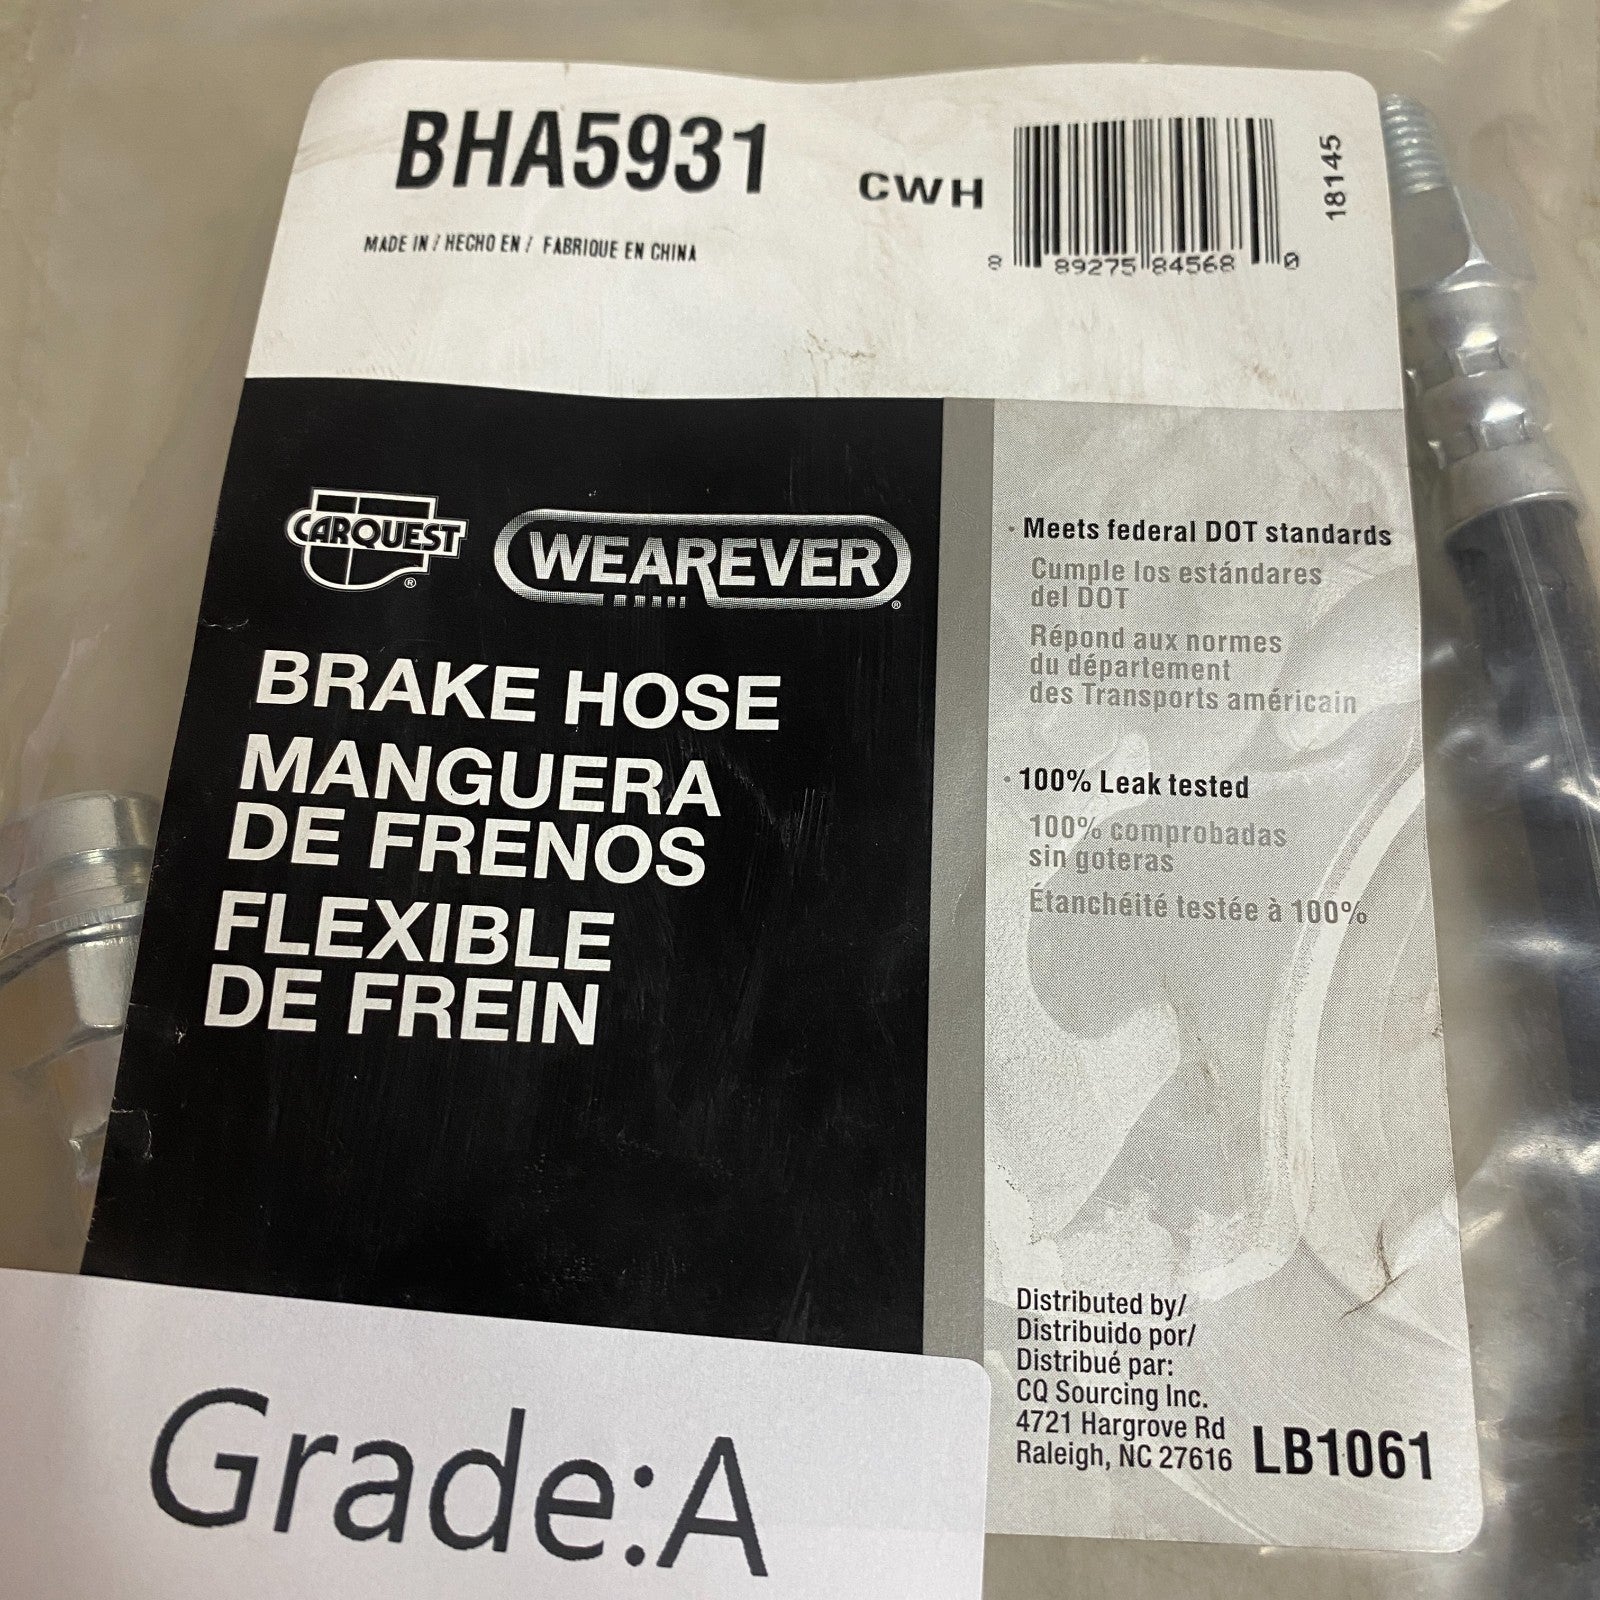 BHA5931
CWH
MADE IN / HECHO EN / FABRIQUE EN CHINA
8 89275 84568 0
18145
CARQUEST®
WEAREVER®
BRAKE HOSE
MANGUERA
DE FRENOS
FLEXIBLE
DE FREIN
· Meets federal DOT standards
Cumple los estándares
del DOT
Répond aux normes
du département
des Transports américain
· 100% Leak tested
100% comprobadas
sin goteras
Étanchéité testée à 100%
Distributed by/
Distribuido por/
Distribué par:
CQ Sourcing Inc.
4721 Hargrove Rd
Raleigh, NC 27616
LB1061
Grade:A